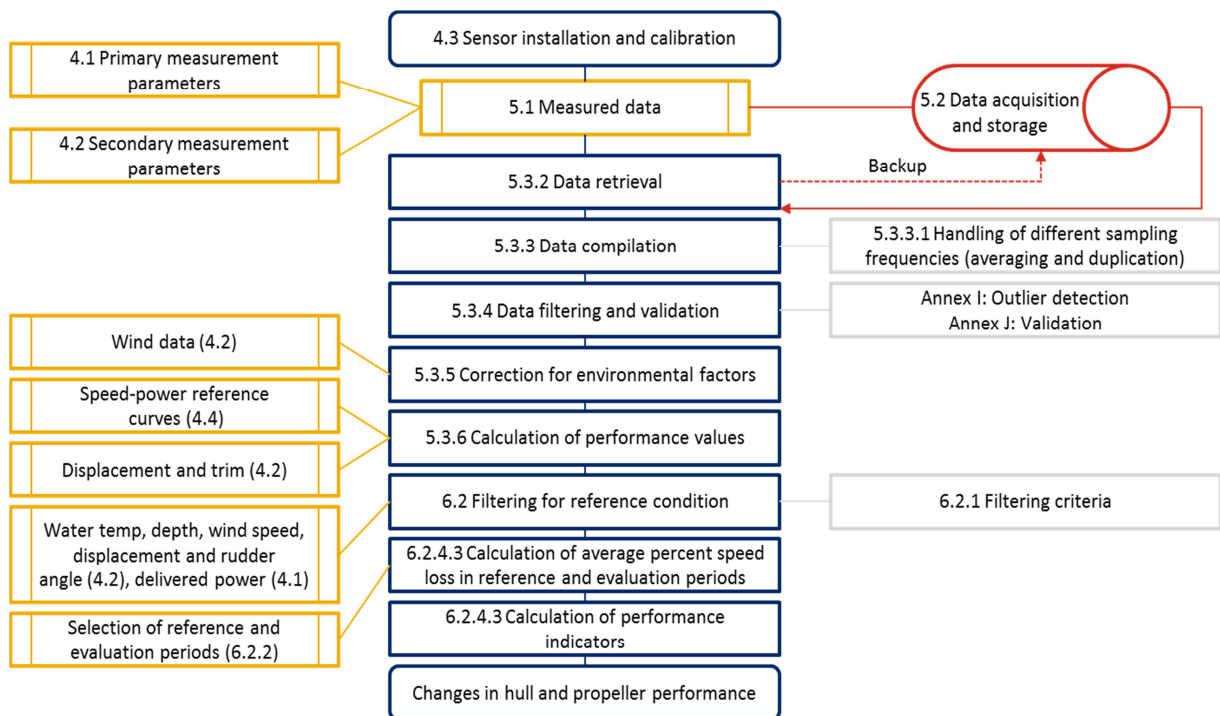 4.3 Sensor installation and calibration
4.1 Primary measurement
parameters
5.1 Measured data
5.2 Data acquisition
and storage
4.2 Secondary measurement
parameters
5.3.2 Data retrieval
Backup
5.3.3 Data compilation
5.3.3.1 Handling of different sampling
frequencies (averaging and duplication)
5.3.4 Data filtering and validation
Annex I: Outlier detection
Annex J: Validation
Wind data (4.2)
5.3.5 Correction for environmental factors
Speed-power reference
curves (4.4)
5.3.6 Calculation of performance values
Displacement and trim (4.2)
6.2 Filtering for reference condition
6.2.1 Filtering criteria
Water temp, depth, wind speed,
displacement and rudder
angle (4.2), delivered power (4.1)
6.2.4.3 Calculation of average percent speed
loss in reference and evaluation periods
Selection of reference and
evaluation periods (6.2.2)
6.2.4.3 Calculation of performance
indicators
Changes in hull and propeller performance